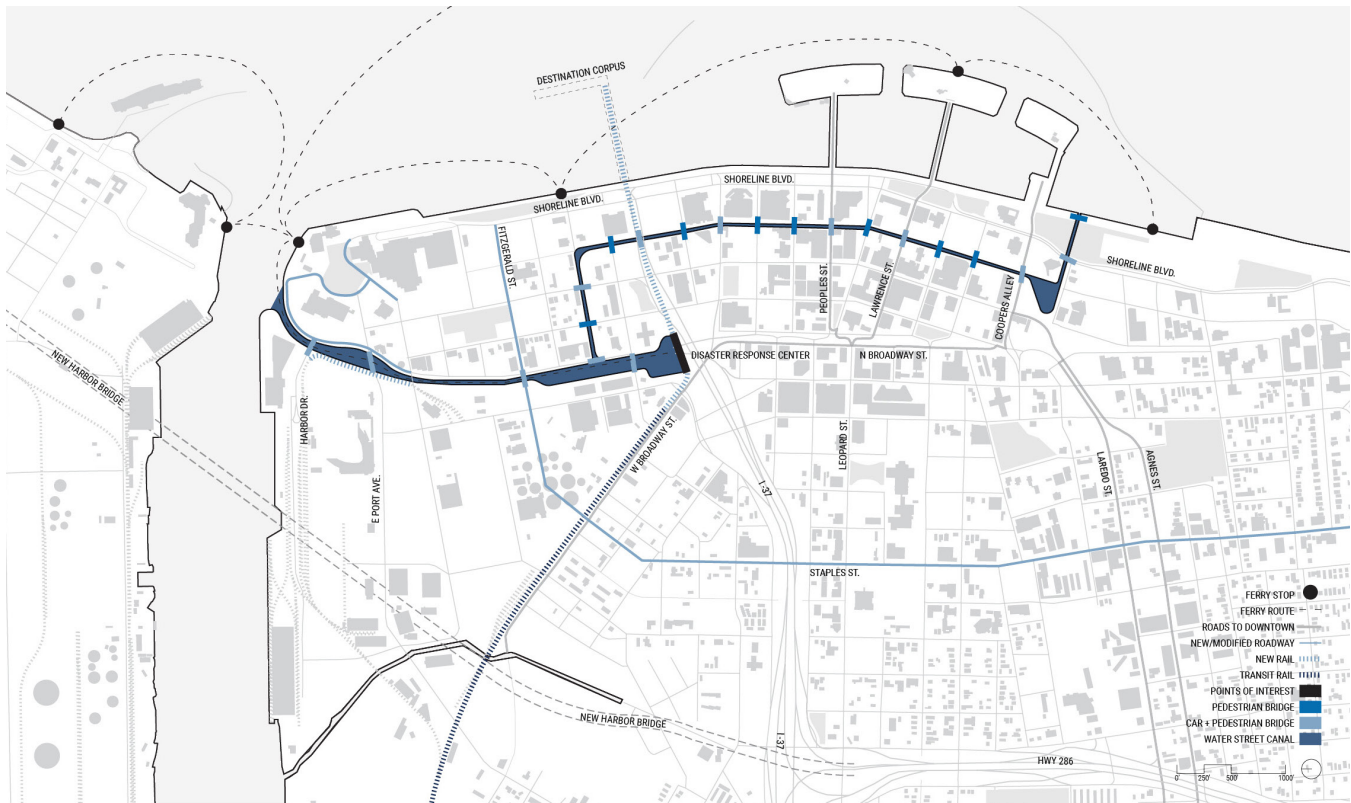 DESTINATION CORPUS
SHORELINE BLVD.
SHORELINE BLVD.
FITZGERALD ST.
PEOPLES ST.
LAWRENCE ST.
COOPERS ALLEY
SHORELINE BLVD.
DISASTER RESPONSE CENTER
N BROADWAY ST.
NEW HARBOR BRIDGE
HARBOR DR.
E PORT AVE.
W BROADWAY ST.
I-37
LEOPARD ST.
LAREDO ST.
AGNES ST.
STAPLES ST.
NEW HARBOR BRIDGE
I-37
HWY 286
FERRY STOP
FERRY ROUTE
ROADS TO DOWNTOWN
NEW/MODIFIED ROADWAY
NEW RAIL
TRANSIT RAIL
POINTS OF INTEREST
PEDESTRIAN BRIDGE
CAR + PEDESTRIAN BRIDGE
WATER STREET CANAL
0' 250' 500' 1000'